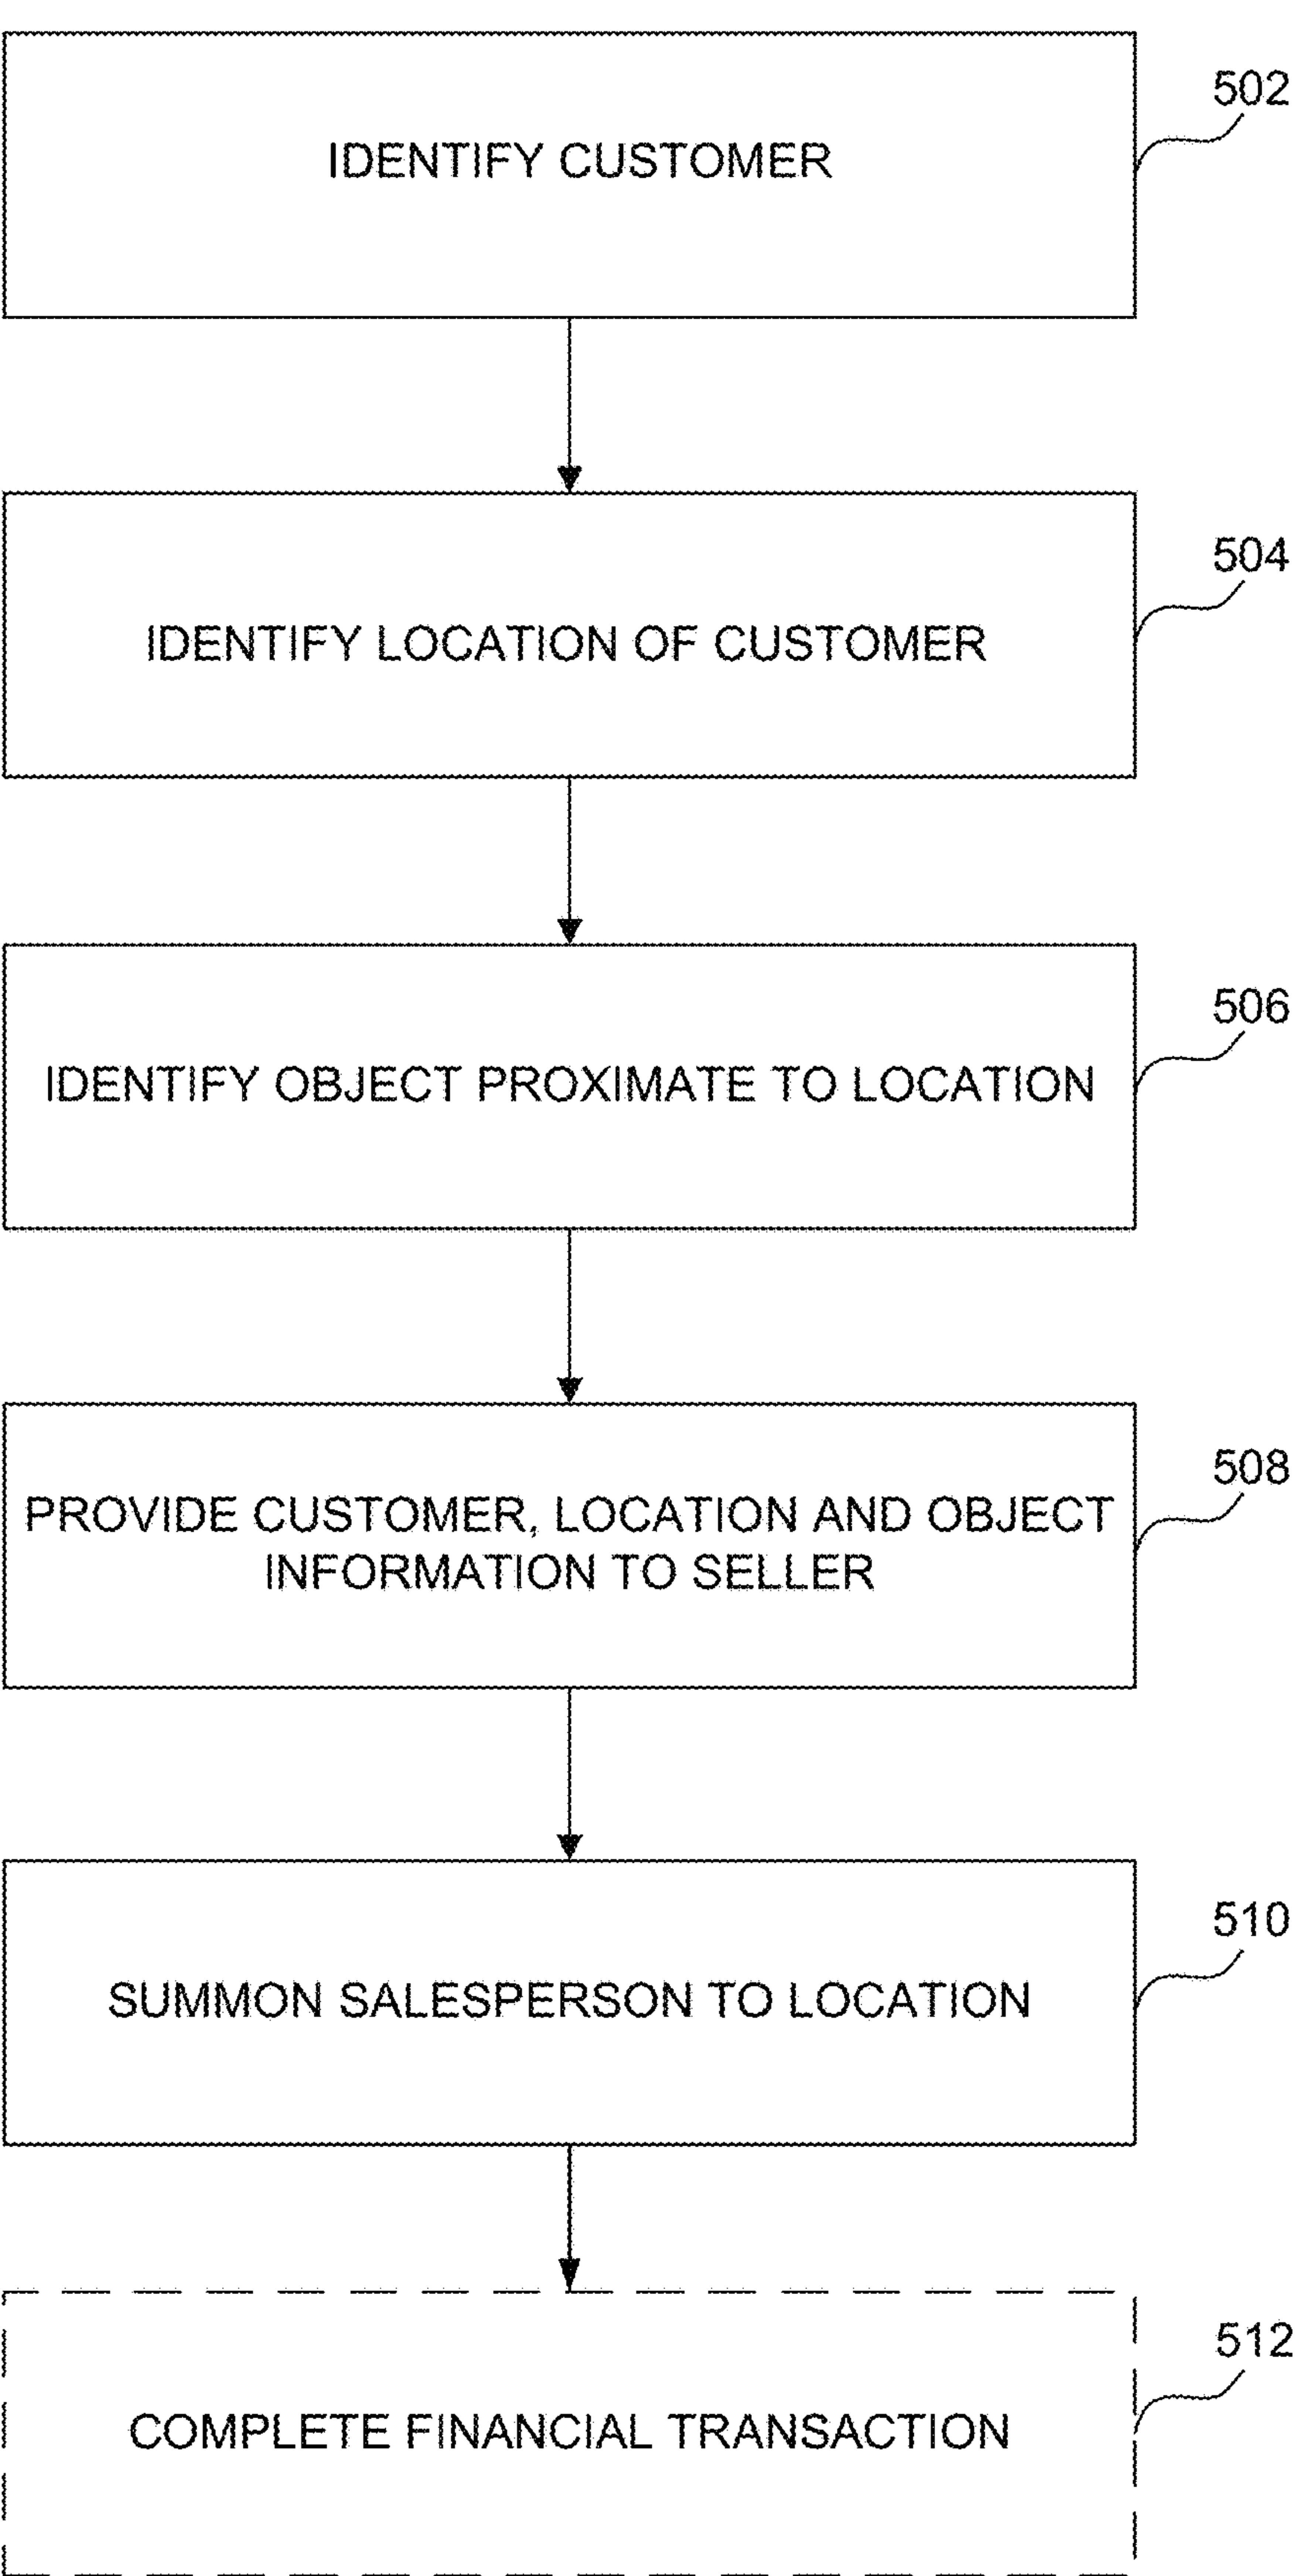 502
IDENTIFY CUSTOMER
504
IDENTIFY LOCATION OF CUSTOMER
506
IDENTIFY OBJECT PROXIMATE TO LOCATION
508
PROVIDE CUSTOMER, LOCATION AND OBJECT
INFORMATION TO SELLER
510
SUMMON SALESPERSON TO LOCATION
512
COMPLETE FINANCIAL TRANSACTION